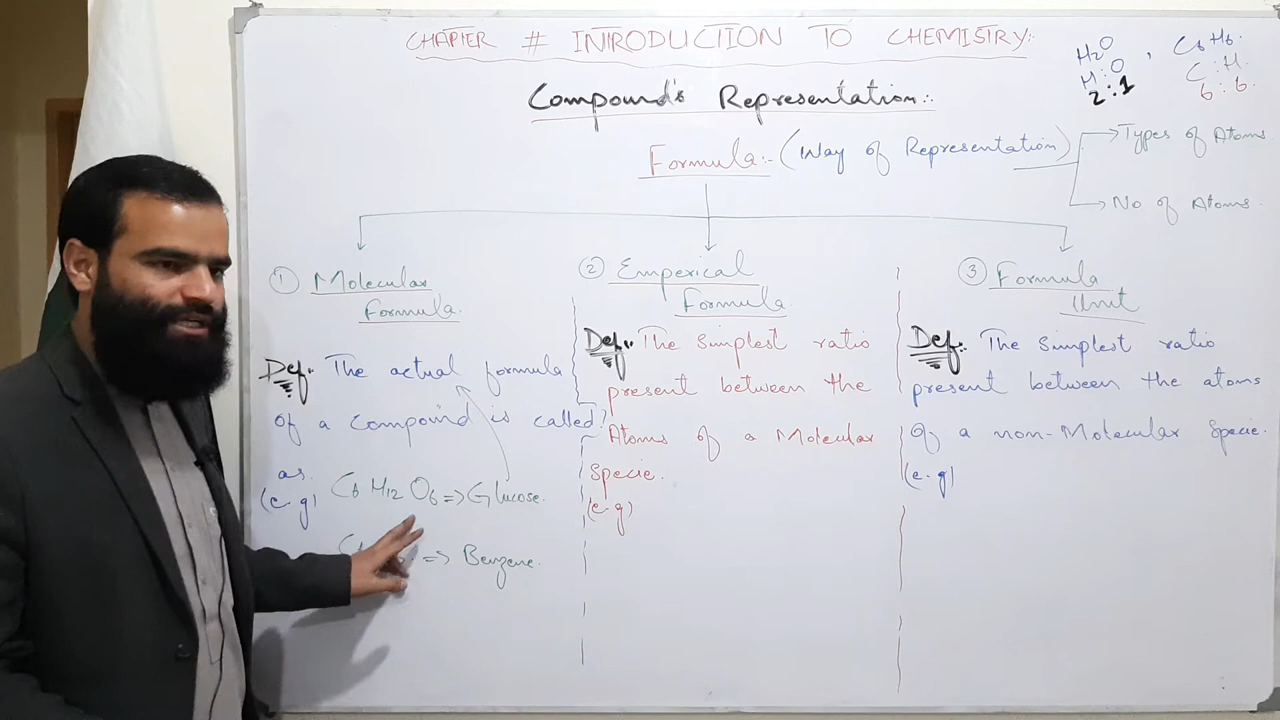 CHAPTER # INTRODUCTION TO CHEMISTRY:
H2O , C6H6.
H:O C:H.
2:1 6:6.
Compound's Representation:.
Formula:- (Way of Representation)
Types of Atoms
No of Atoms.
① Molecular
Formula.
Def:. The actual formula
of a compound is called?
as.
(e.g) C6 H12 O6 => Glucose.
=> Benzene.
② Emperical
Formula
Def:. The simplest ratio
present between the
Atoms of a Molecular
Specie.
(e.g)
③ Formula
Unit
Def:. The simplest ratio
present between the atoms
of a non-Molecular Specie.
(e.g)